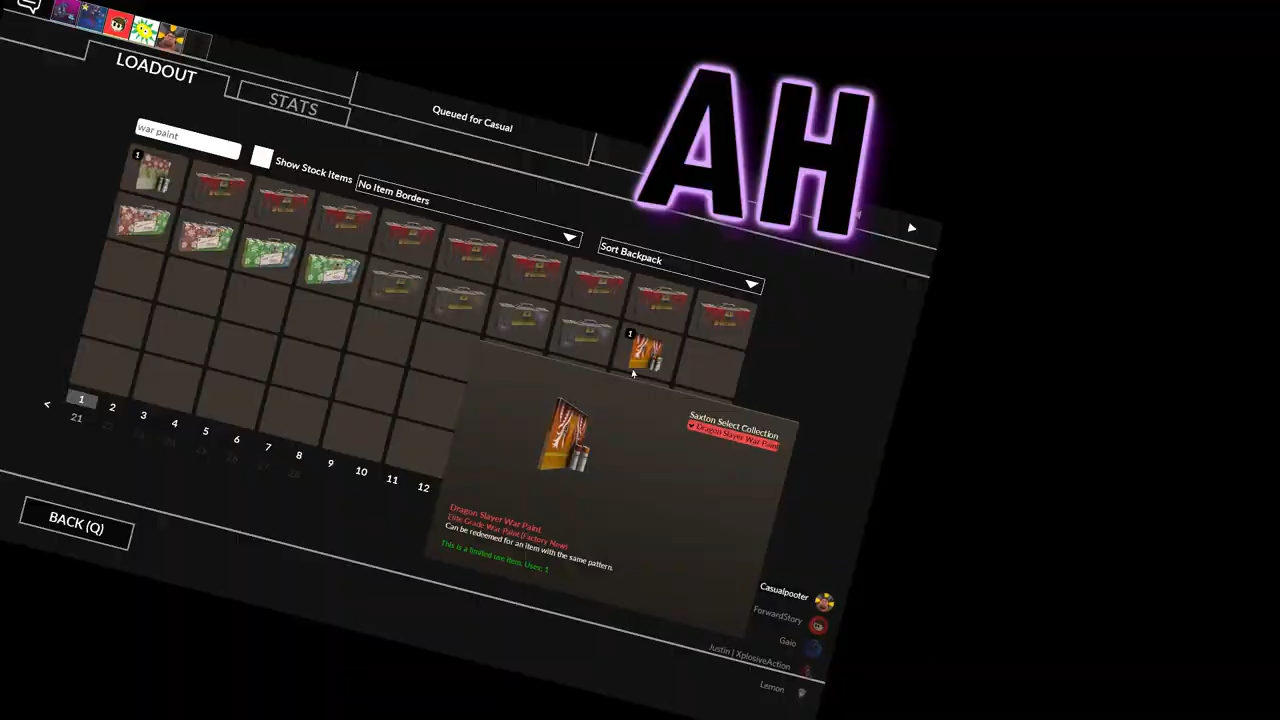 AH
LOADOUT
STATS
Queued for Casual
war paint
Show Stock Items
No Item Borders
Sort Backpack
1
1
Saxton Select Collection
Dragon Slayer War Paint
Dragon Slayer War Paint
Elite Grade War Paint (Factory New)
Can be redeemed for an item with the same pattern.
This is a limited use item. Uses: 1
< 1 2 3 4 5 6 7 8 9 10 11 12
21
BACK (Q)
Casualpooter
ForwardStory
Gaio
Justin | XplosiveAction
Lemon